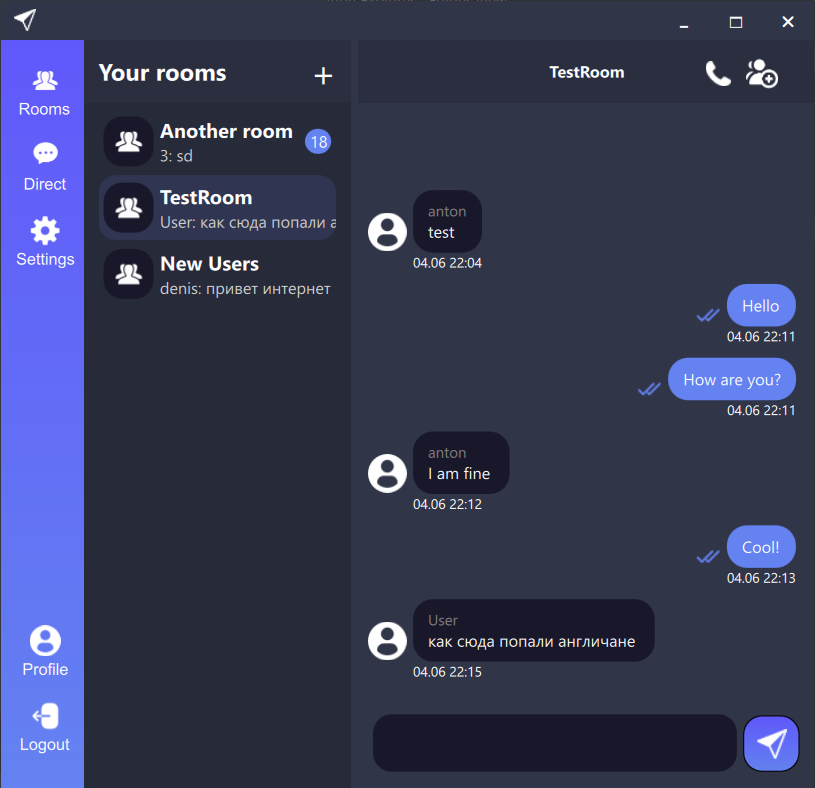 Rooms
Direct
Settings
Profile
Logout
Your rooms
Another room
3: sd
18
TestRoom
User: как сюда попали а
New Users
denis: привет интернет
TestRoom
anton
test
04.06 22:04
Hello
04.06 22:11
How are you?
04.06 22:11
anton
I am fine
04.06 22:12
Cool!
04.06 22:13
User
как сюда попали англичане
04.06 22:15